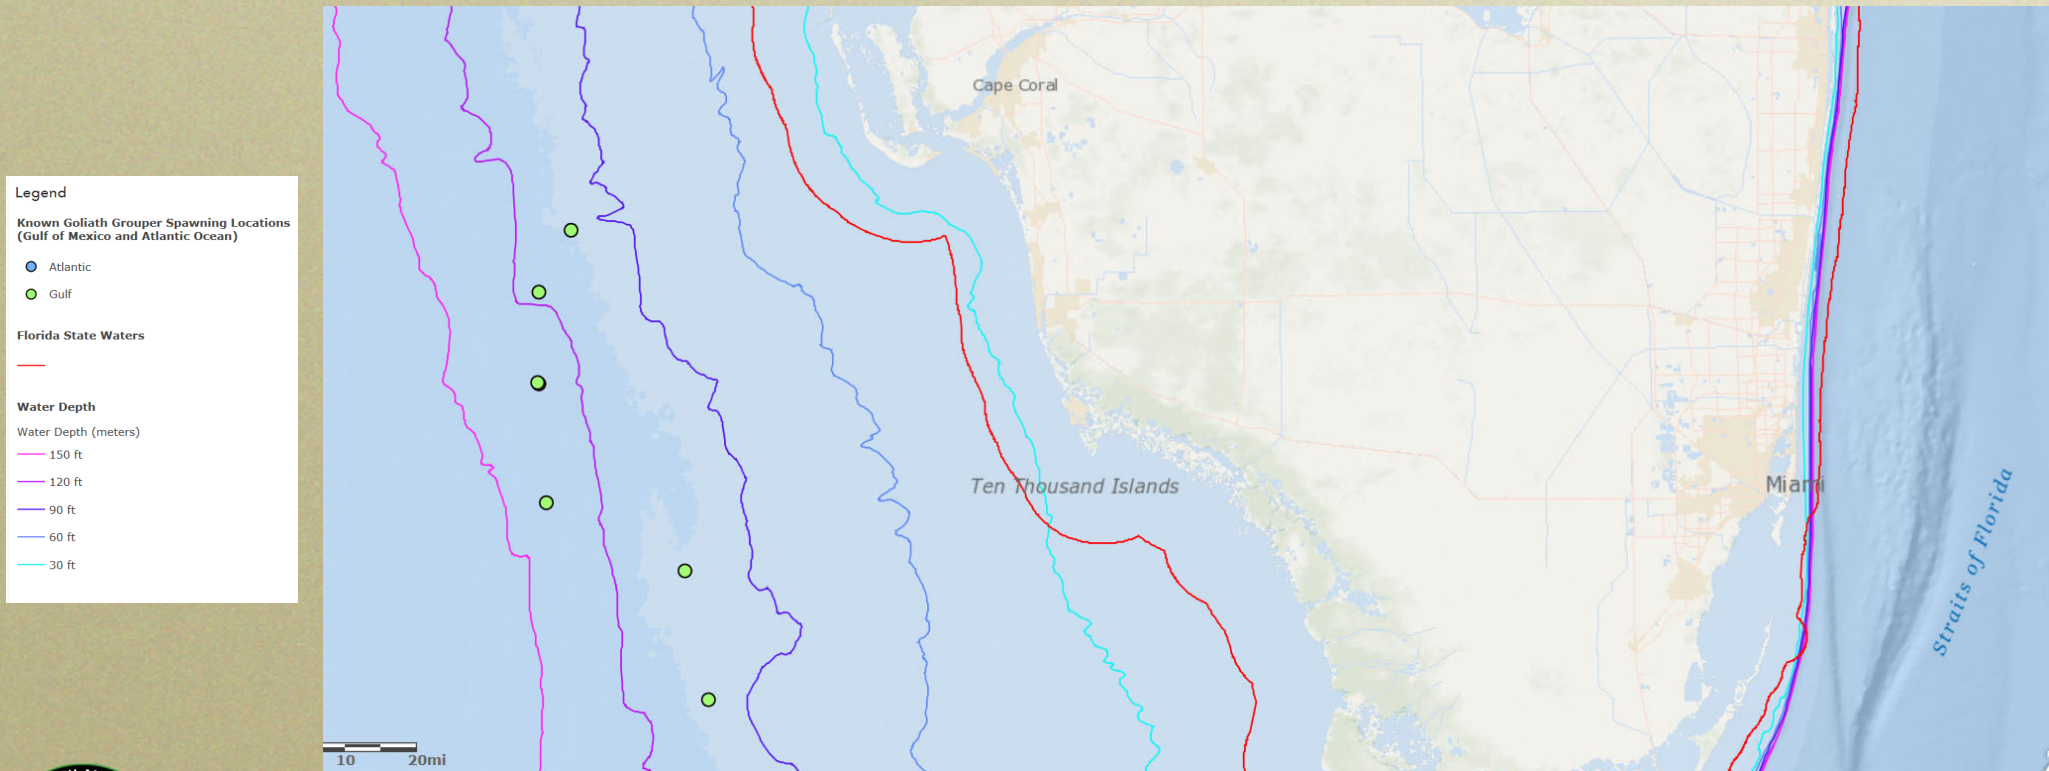 Legend
Known Goliath Grouper Spawning Locations
(Gulf of Mexico and Atlantic Ocean)
Atlantic
Gulf
Florida State Waters
Water Depth
Water Depth (meters)
150 ft
120 ft
90 ft
60 ft
30 ft
Cape Coral
Ten Thousand Islands
Miami
Straits of Florida
10
20mi